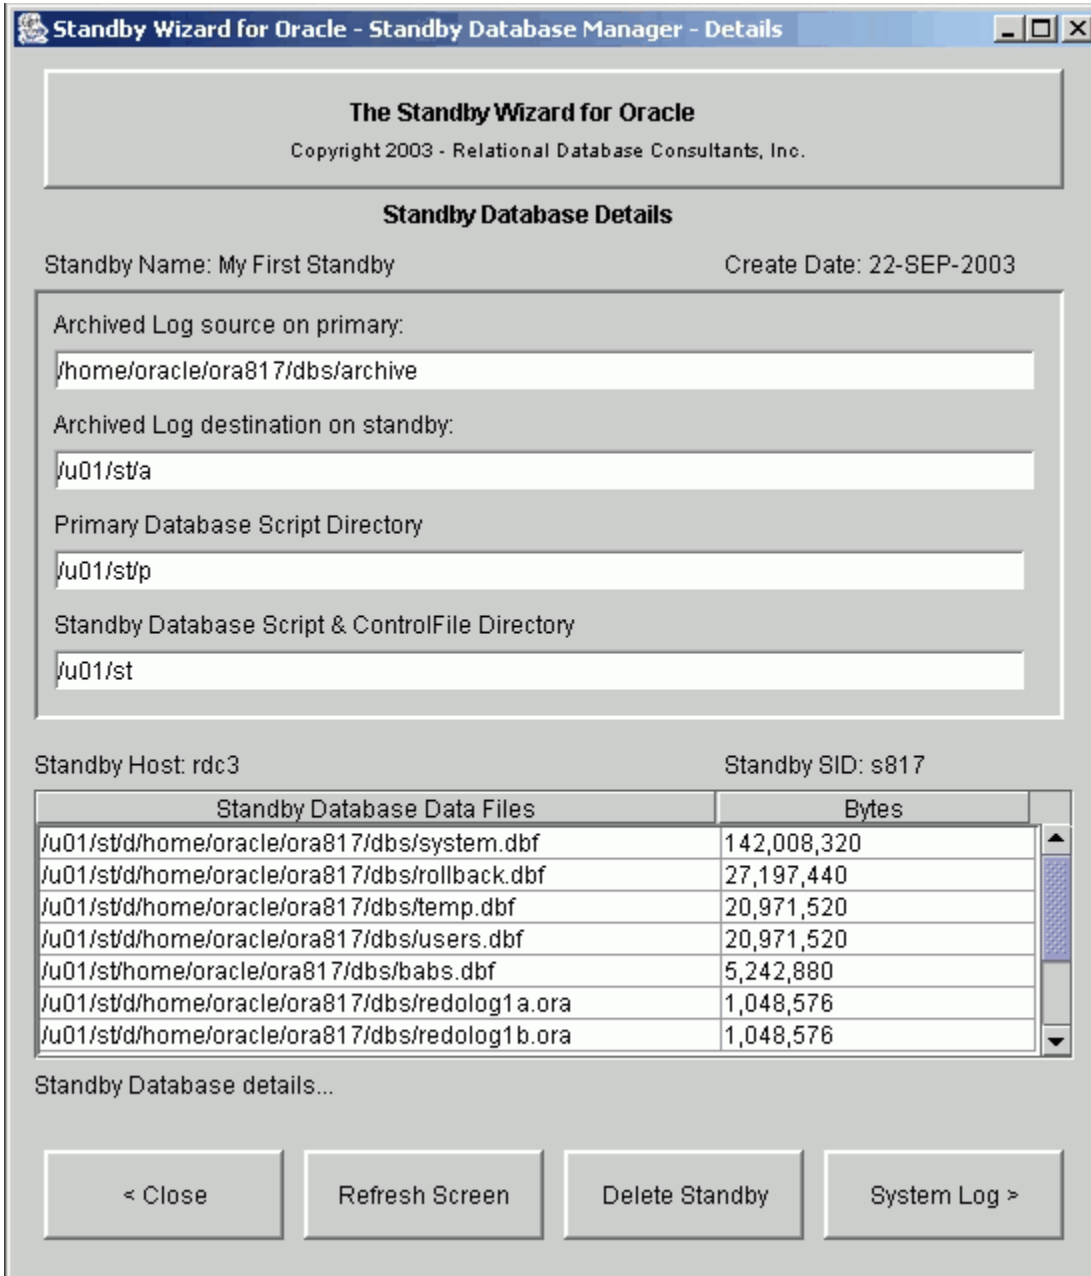 Standby Wizard for Oracle - Standby Database Manager - Details
The Standby Wizard for Oracle
Copyright 2003 - Relational Database Consultants, Inc.
Standby Database Details
Standby Name: My First Standby Create Date: 22-SEP-2003
Archived Log source on primary:
/home/oracle/ora817/dbs/archive
Archived Log destination on standby:
/u01/st/a
Primary Database Script Directory
/u01/st/p
Standby Database Script & ControlFile Directory
/u01/st
Standby Host: rdc3 Standby SID: s817
Standby Database Data Files Bytes
/u01/st/d/home/oracle/ora817/dbs/system.dbf 142,008,320
/u01/st/d/home/oracle/ora817/dbs/rollback.dbf 27,197,440
/u01/st/d/home/oracle/ora817/dbs/temp.dbf 20,971,520
/u01/st/d/home/oracle/ora817/dbs/users.dbf 20,971,520
/u01/st/home/oracle/ora817/dbs/babs.dbf 5,242,880
/u01/st/d/home/oracle/ora817/dbs/redolog1a.ora 1,048,576
/u01/st/d/home/oracle/ora817/dbs/redolog1b.ora 1,048,576
Standby Database details...
< Close Refresh Screen Delete Standby System Log >